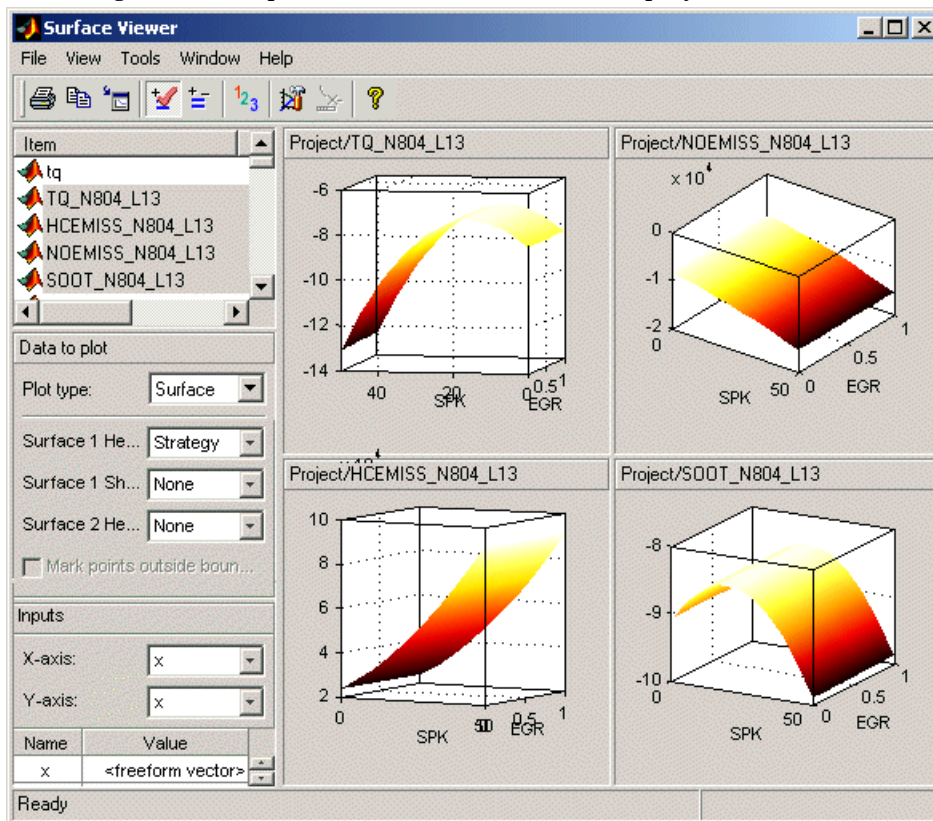 Surface Viewer
File View Tools Window Help
Item
tq
TQ_N804_L13
HCEMISS_N804_L13
NOEMISS_N804_L13
SOOT_N804_L13
Data to plot
Plot type: Surface
Surface 1 He... Strategy
Surface 1 Sh... None
Surface 2 He... None
Mark points outside boun...
Inputs
X-axis: x
Y-axis: x
Name Value
x <freeform vector>
Ready
Project/TQ_N804_L13
-6
-8
-10
-12
-14
40 20 0 0.5 1
SPK EGR
Project/NOEMISS_N804_L13
x 10
0
-1
-2
0 50 0 0.5 1
SPK EGR
Project/HCEMISS_N804_L13
10
8
6
4
2
0 0.5 1
SPK EGR
Project/SOOT_N804_L13
-8
-9
-10
0 50 0 0.5 1
SPK EGR